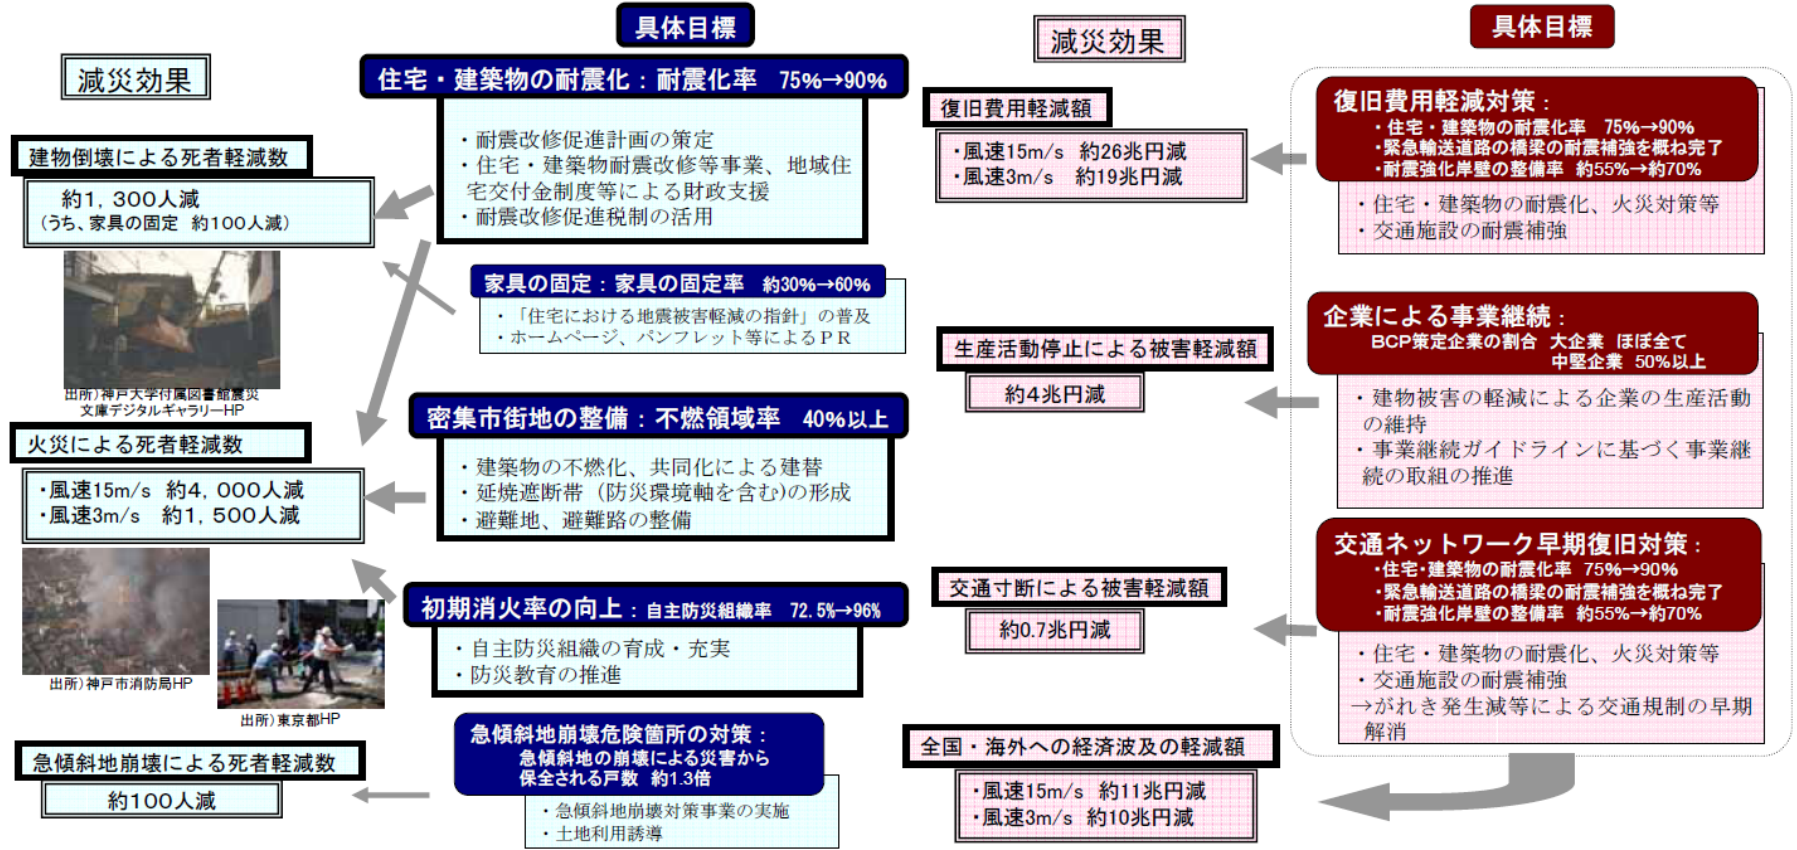 具体目標
減災効果
住宅・建築物の耐震化：耐震化率　75%→90%
・耐震改修促進計画の策定
・住宅・建築物耐震改修等事業、地域住
宅交付金制度等による財政支援
・耐震改修促進税制の活用
建物倒壊による死者軽減数
約1，300人減
（うち、家具の固定　約100人減）
家具の固定：家具の固定率　約30%→60%
・「住宅における地震被害軽減の指針」の普及
・ホームページ、パンフレット等によるＰＲ
出所）神戸大学付属図書館震災
文庫デジタルギャラリーHP
密集市街地の整備：不燃領域率　40%以上
・建築物の不燃化、共同化による建替
・延焼遮断帯（防災環境軸を含む)の形成
・避難地、避難路の整備
火災による死者軽減数
・風速15m/s　約4，000人減
・風速3m/s　約1，500人減
初期消火率の向上：自主防災組織率　72.5%→96%
・自主防災組織の育成・充実
・防災教育の推進
出所）神戸市消防局HP
出所）東京都HP
急傾斜地崩壊危険箇所の対策：
急傾斜地の崩壊による災害から
保全される戸数　約1.3倍
・急傾斜地崩壊対策事業の実施
・土地利用誘導
急傾斜地崩壊による死者軽減数
約100人減
減災効果
具体目標
復旧費用軽減額
・風速15m/s　約26兆円減
・風速3m/s　約19兆円減
復旧費用軽減対策：
・住宅・建築物の耐震化率　75%→90%
・緊急輸送道路の橋梁の耐震補強を概ね完了
・耐震強化岸壁の整備率　約55%→約70%
・住宅・建築物の耐震化、火災対策等
・交通施設の耐震補強
生産活動停止による被害軽減額
約4兆円減
企業による事業継続：
BCP策定企業の割合　大企業　ほぼ全て
中堅企業　50%以上
・建物被害の軽減による企業の生産活動
の維持
・事業継続ガイドラインに基づく事業継
続の取組の推進
交通寸断による被害軽減額
約0.7兆円減
交通ネットワーク早期復旧対策：
・住宅・建築物の耐震化率　75%→90%
・緊急輸送道路の橋梁の耐震補強を概ね完了
・耐震強化岸壁の整備率　約55%→約70%
・住宅・建築物の耐震化、火災対策等
・交通施設の耐震補強
→がれき発生減等による交通規制の早期
解消
全国・海外への経済波及の軽減額
・風速15m/s　約11兆円減
・風速3m/s　約10兆円減